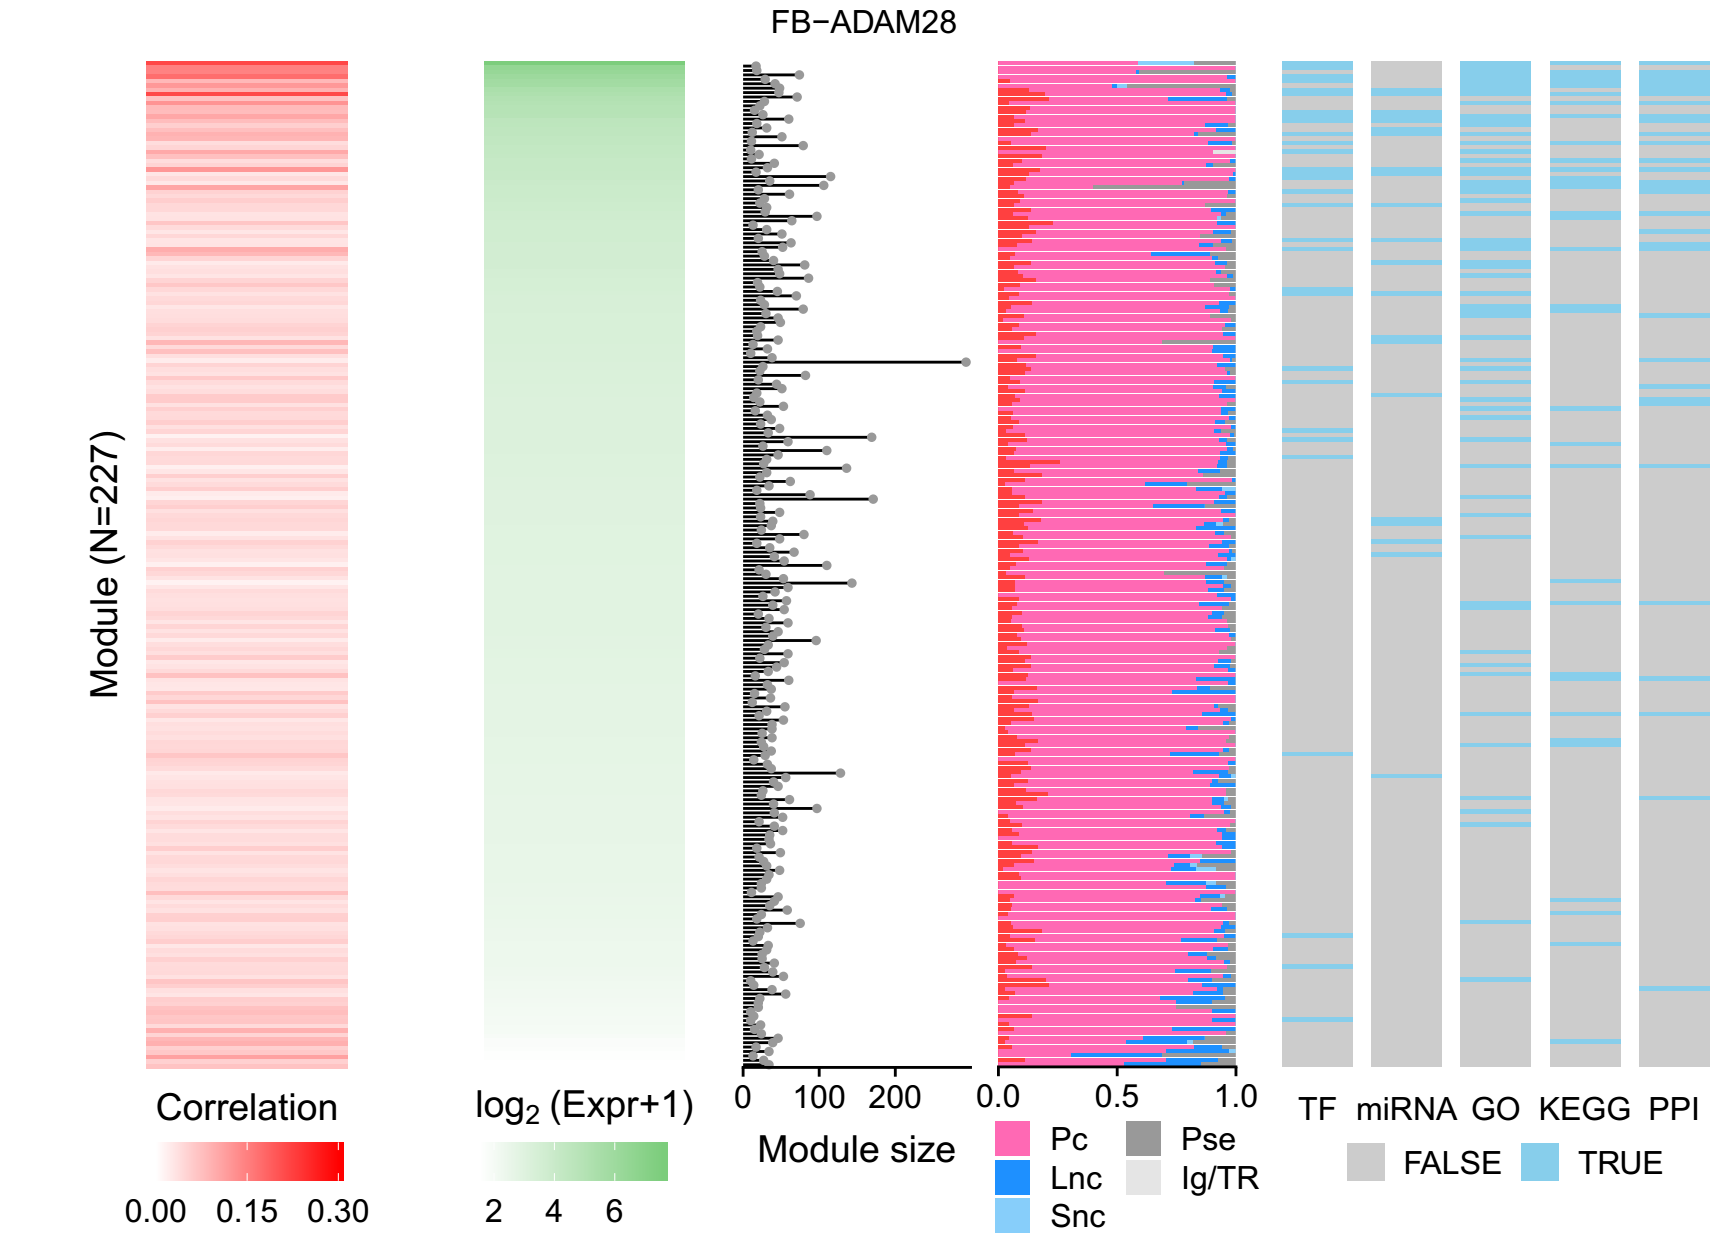 FB−ADAM28
Module (N=227)
0 100 200
0.0 0.5 1.0
Correlation
log2 (Expr+1)
Module size
TF miRNA GO KEGG PPI
0.00 0.15 0.30
2 4 6
Pc
Lnc
Snc
Pse
Ig/TR
FALSE TRUE